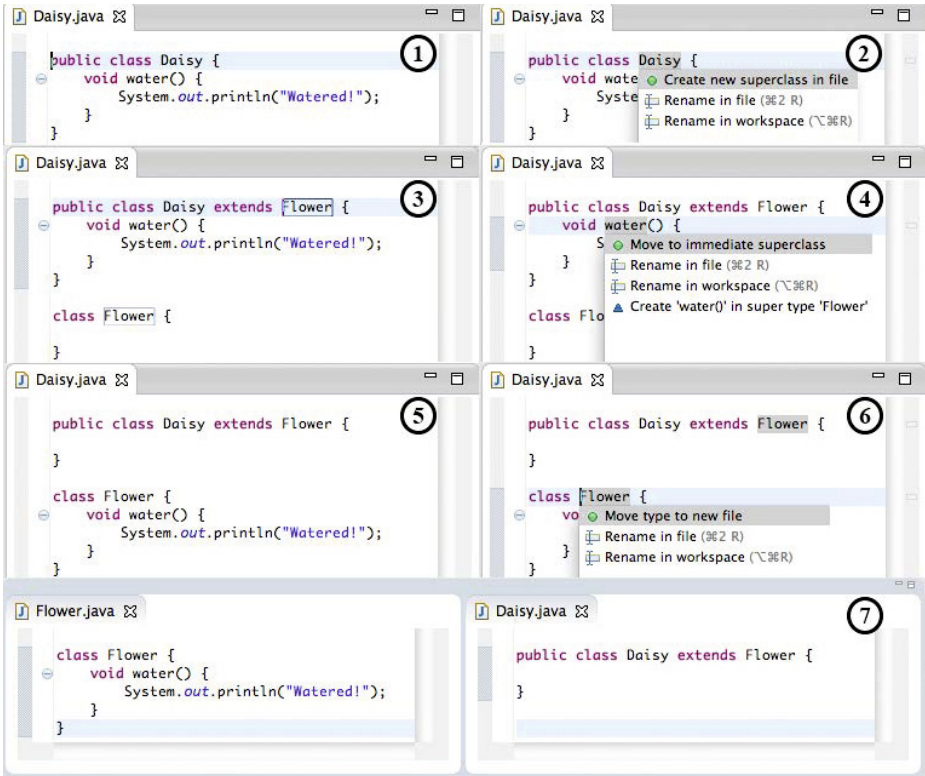 Daisy.java
1
public class Daisy {
void water() {
System.out.println("Watered!");
}
}
Daisy.java
2
public class Daisy {
void wate
Syste
}
}
Create new superclass in file
Rename in file (⌘2 R)
Rename in workspace (⌥⌘R)
Daisy.java
3
public class Daisy extends Flower {
void water() {
System.out.println("Watered!");
}
}
class Flower {
}
Daisy.java
4
public class Daisy extends Flower {
void water() {
S
}
}
class Flo
}
Move to immediate superclass
Rename in file (⌘2 R)
Rename in workspace (⌥⌘R)
Create 'water()' in super type 'Flower'
Daisy.java
5
public class Daisy extends Flower {
}
class Flower {
void water() {
System.out.println("Watered!");
}
}
Daisy.java
6
public class Daisy extends Flower {
}
class Flower {
vo
}
}
Move type to new file
Rename in file (⌘2 R)
Rename in workspace (⌥⌘R)
Flower.java
class Flower {
void water() {
System.out.println("Watered!");
}
}
Daisy.java
7
public class Daisy extends Flower {
}